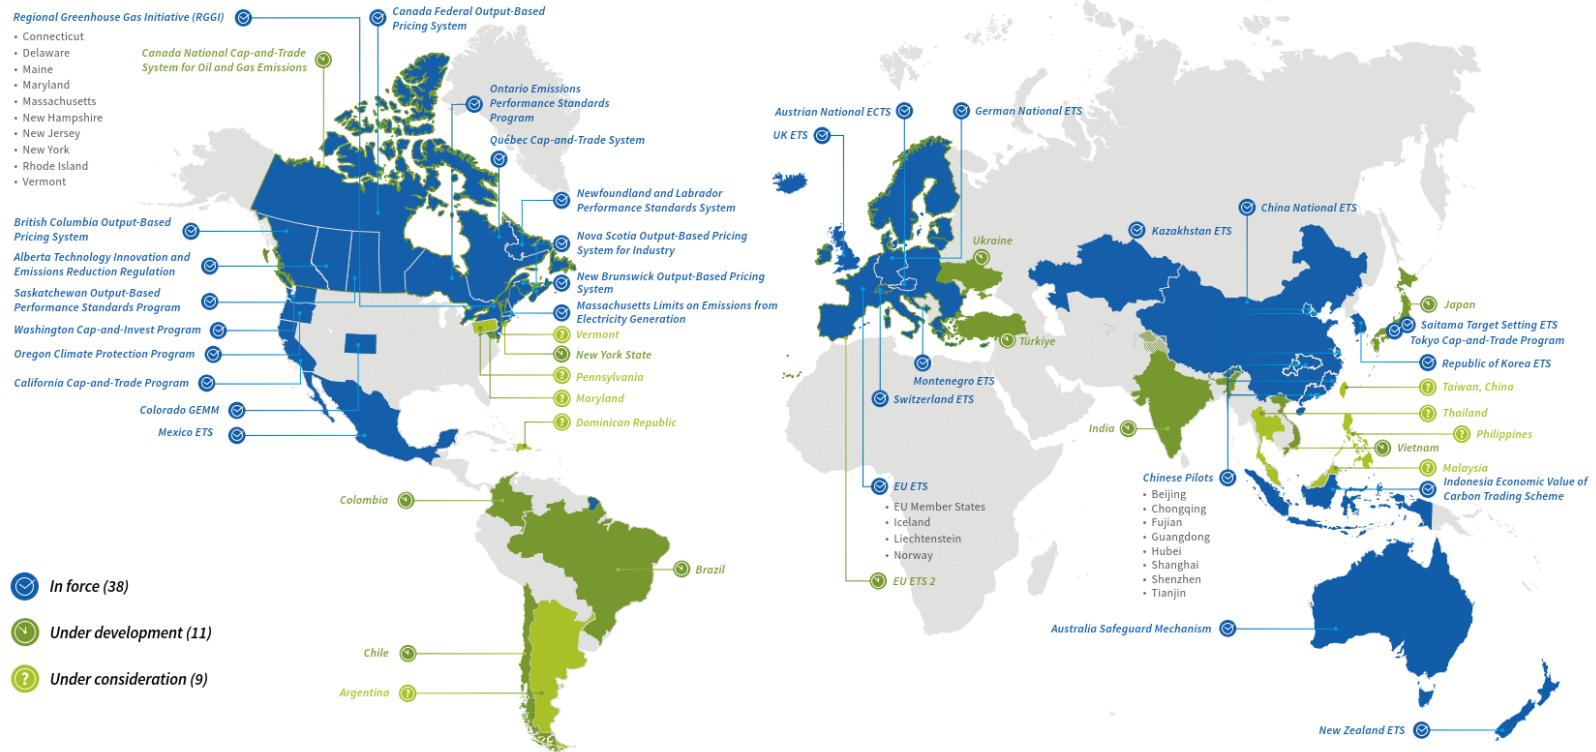 Regional Greenhouse Gas Initiative (RGGI)
• Connecticut
• Delaware
• Maine
• Maryland
• Massachusetts
• New Hampshire
• New Jersey
• New York
• Rhode Island
• Vermont
Canada Federal Output-Based
Pricing System
Canada National Cap-and-Trade
System for Oil and Gas Emissions
Ontario Emissions
Performance Standards
Program
Québec Cap-and-Trade System
Newfoundland and Labrador
Performance Standards System
Nova Scotia Output-Based Pricing
System for Industry
New Brunswick Output-Based Pricing
System
Massachusetts Limits on Emissions from
Electricity Generation
? Vermont
New York State
? Pennsylvania
? Maryland
? Dominican Republic
British Columbia Output-Based
Pricing System
Alberta Technology Innovation and
Emissions Reduction Regulation
Saskatchewan Output-Based
Performance Standards Program
Washington Cap-and-Invest Program
Oregon Climate Protection Program
California Cap-and-Trade Program
Colorado GEMM
Mexico ETS
Colombia
Brazil
Chile
Argentina ?
In force (38)
Under development (11)
? Under consideration (9)
Austrian National ECTS
German National ETS
UK ETS
Ukraine
Türkiye
Montenegro ETS
Switzerland ETS
EU ETS
• EU Member States
• Iceland
• Liechtenstein
• Norway
EU ETS 2
China National ETS
Kazakhstan ETS
Japan
Saitama Target Setting ETS
Tokyo Cap-and-Trade Program
Republic of Korea ETS
? Taiwan, China
? Thailand
? Philippines
Vietnam
? Malaysia
Indonesia Economic Value of
Carbon Trading Scheme
India
Chinese Pilots
• Beijing
• Chongqing
• Fujian
• Guangdong
• Hubei
• Shanghai
• Shenzhen
• Tianjin
Australia Safeguard Mechanism
New Zealand ETS